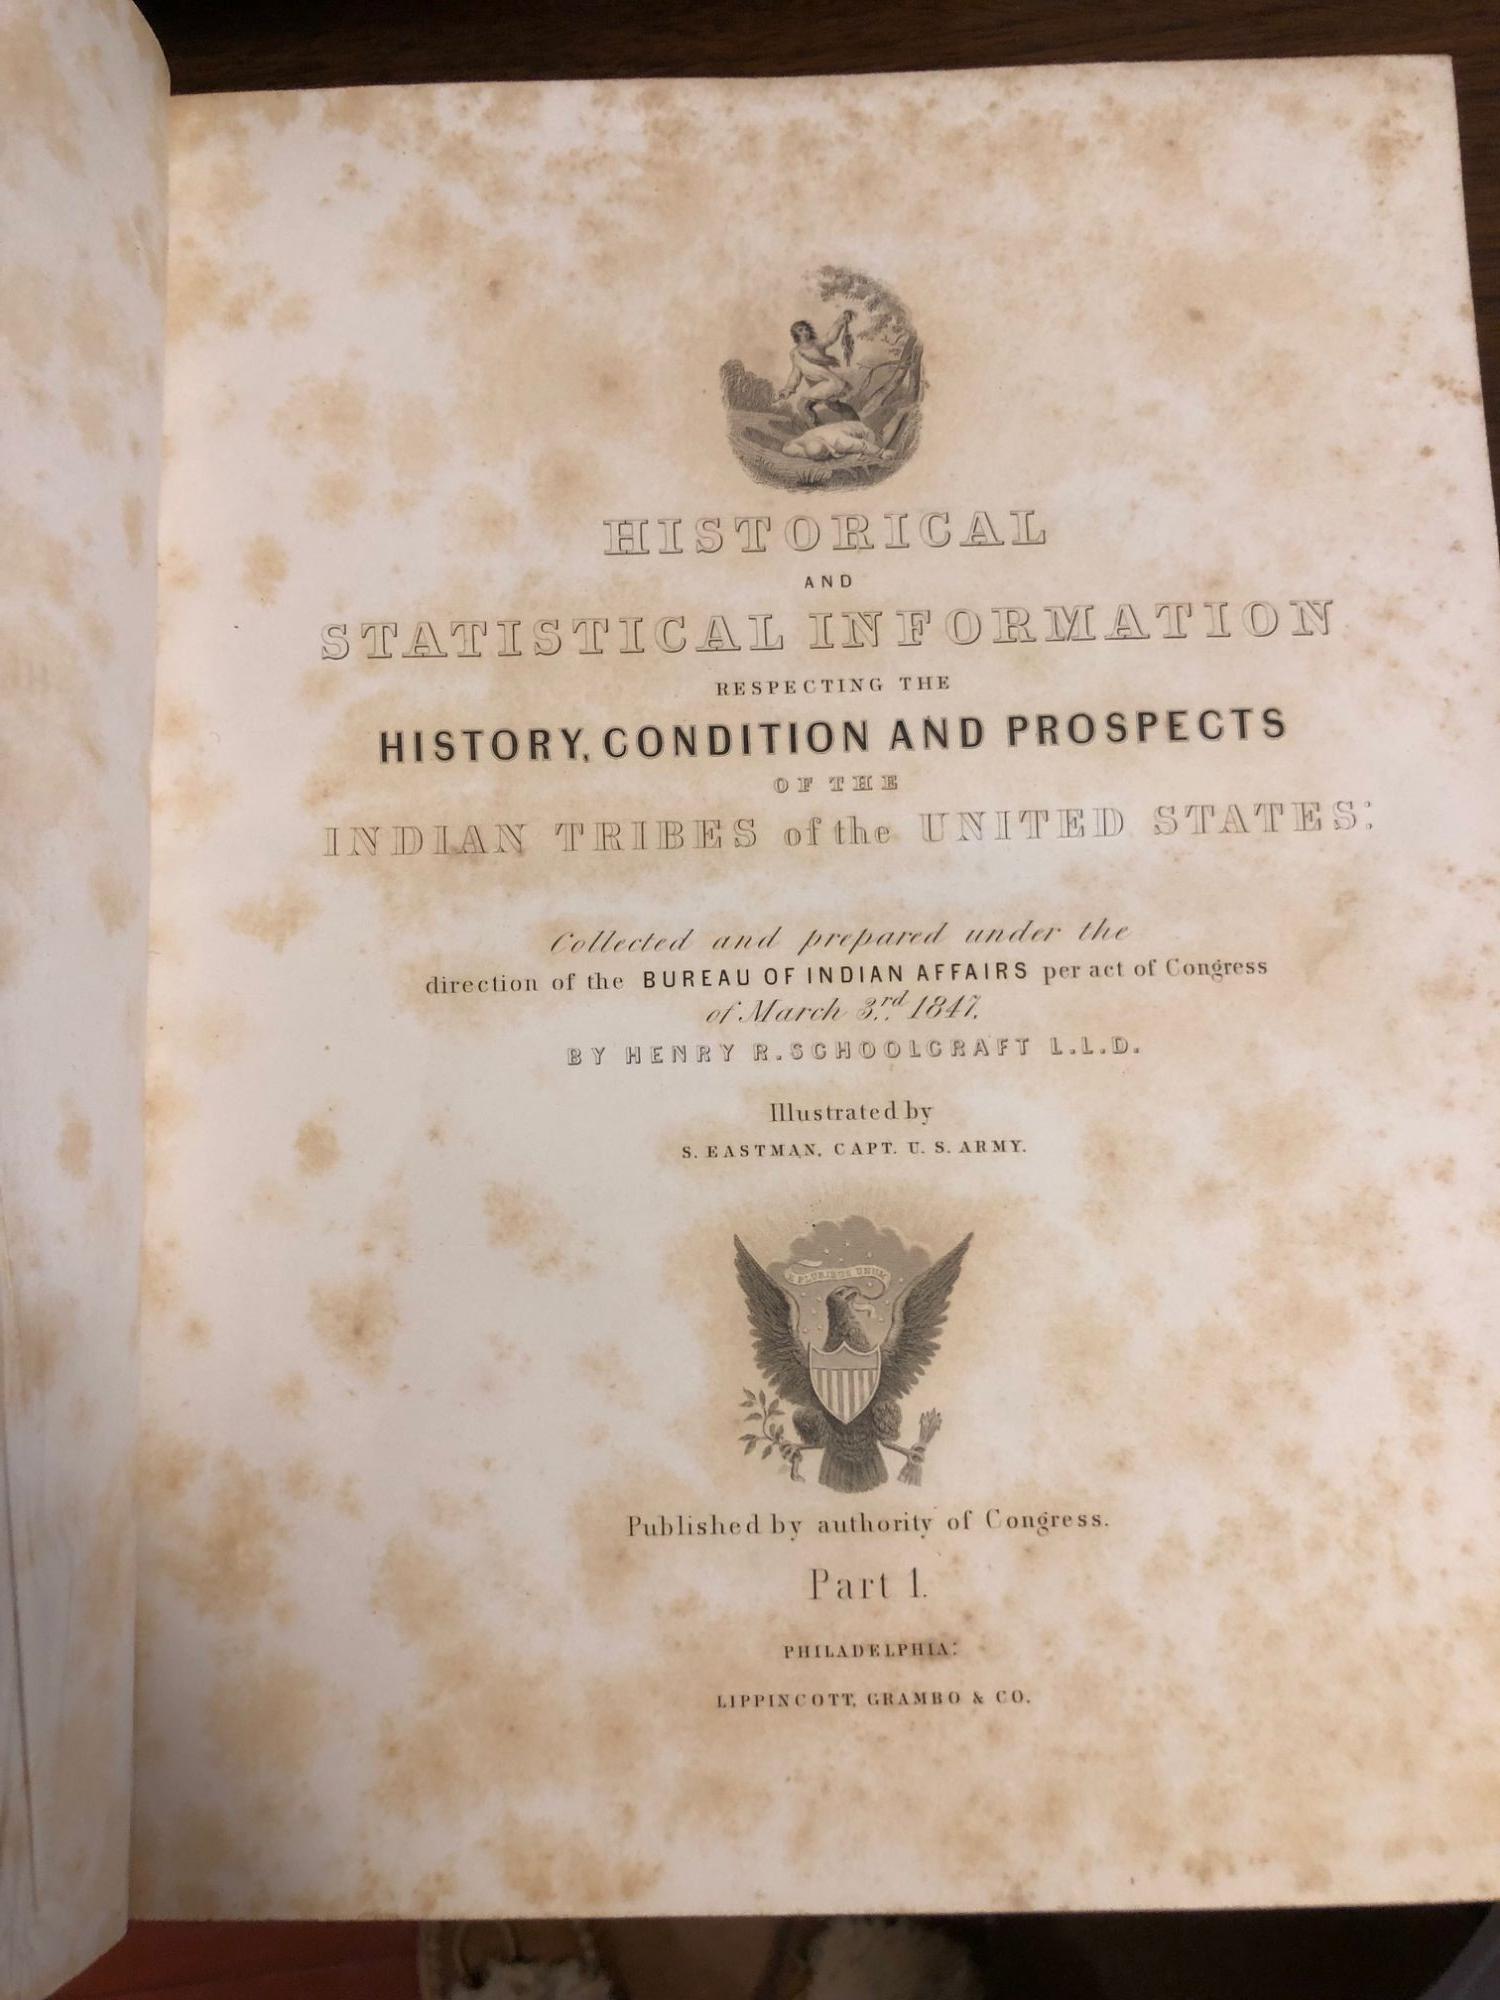 HISTORICAL
AND
STATISTICAL INFORMATION
RESPECTING THE
HISTORY, CONDITION AND PROSPECTS
OF THE
INDIAN TRIBES of the UNITED STATES:
Collected and prepared under the
direction of the BUREAU OF INDIAN AFFAIRS per act of Congress
of March 3rd 1847.
BY HENRY R. SCHOOLCRAFT L.L.D.
Illustrated by
S. EASTMAN, CAPT. U. S. ARMY.
E PLURIBUS UNUM
Published by authority of Congress.
Part 1.
PHILADELPHIA:
LIPPINCOTT, GRAMBO & CO.